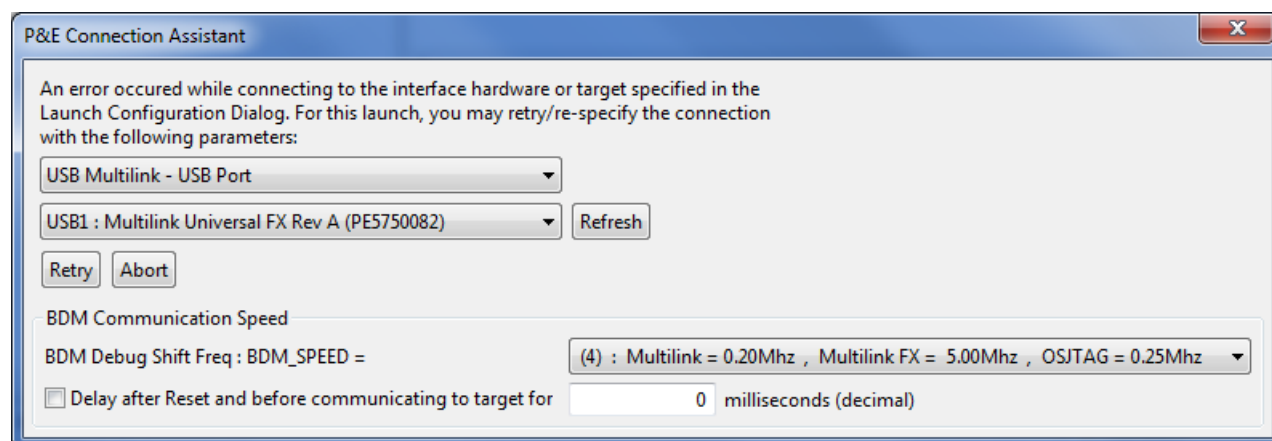 P&E Connection Assistant
An error occured while connecting to the interface hardware or target specified in the
Launch Configuration Dialog. For this launch, you may retry/re-specify the connection
with the following parameters:
USB Multilink - USB Port
USB1 : Multilink Universal FX Rev A (PE5750082)
Refresh
Retry
Abort
BDM Communication Speed
BDM Debug Shift Freq : BDM_SPEED =
(4) : Multilink = 0.20Mhz , Multilink FX = 5.00Mhz , OSJTAG = 0.25Mhz
Delay after Reset and before communicating to target for
0
milliseconds (decimal)